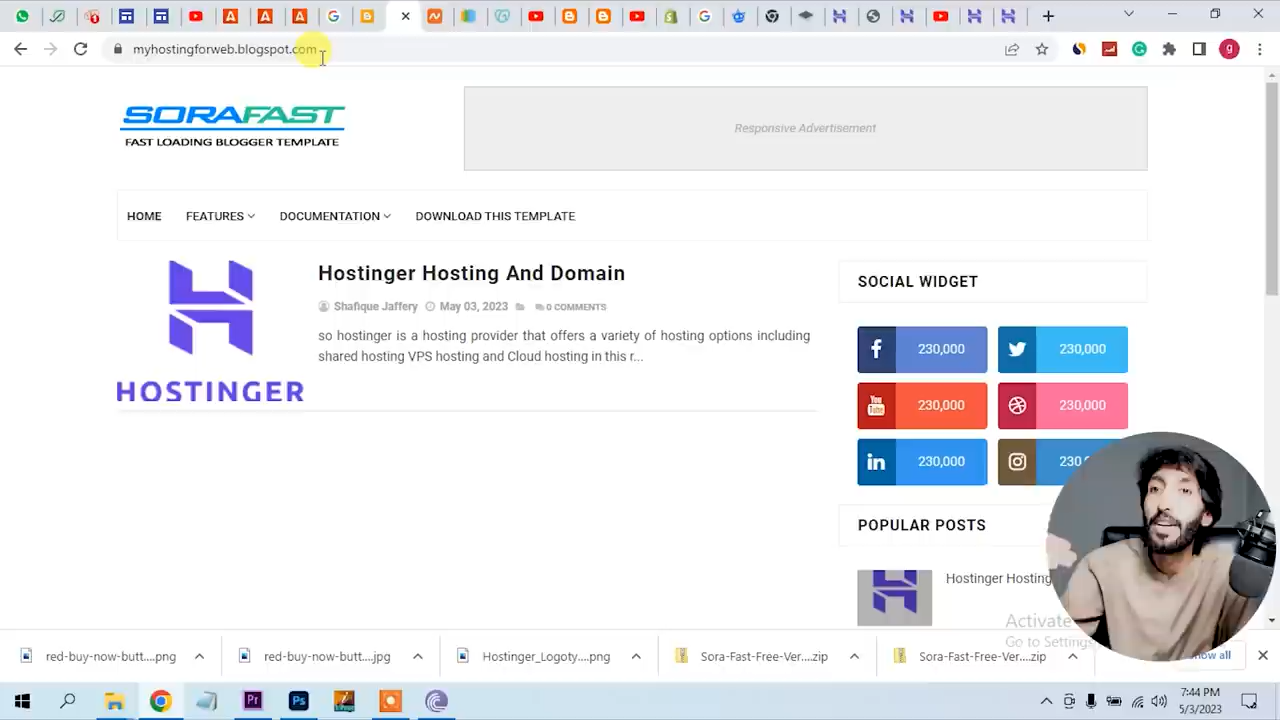 myhostingforweb.blogspot.com
SORAFAST
FAST LOADING BLOGGER TEMPLATE
Responsive Advertisement
HOME
FEATURES
DOCUMENTATION
DOWNLOAD THIS TEMPLATE
HOSTINGER
Hostinger Hosting And Domain
Shafique Jaffery
May 03, 2023
0 COMMENTS
so hostinger is a hosting provider that offers a variety of hosting options including
shared hosting VPS hosting and Cloud hosting in this r...
SOCIAL WIDGET
230,000
230,000
230,000
230,000
230,000
POPULAR POSTS
Hostinger Hosting
Activate
Go to Settings
red-buy-now-butt....png
red-buy-now-butt....jpg
Hostinger_Logoty....png
Sora-Fast-Free-Ver....zip
Sora-Fast-Free-Ver....zip
7:44 PM
5/3/2023